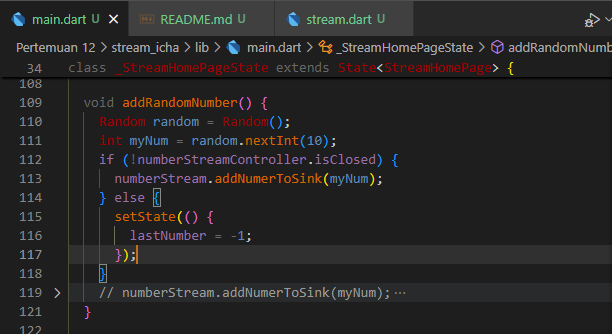 main.dart U README.md U stream.dart U
Pertemuan 12 > stream_icha > lib > main.dart > _StreamHomePageState > addRandomNumb
34 class _StreamHomePageState extends State<StreamHomePage> {
108
109 void addRandomNumber() {
110 Random random = Random();
111 int myNum = random.nextInt(10);
112 if (!numberStreamController.isClosed) {
113 numberStream.addNumerToSink(myNum);
114 } else {
115 setState(() {
116 lastNumber = -1;
117 });
118 }
119 > // numberStream.addNumerToSink(myNum); ⋯
121 }